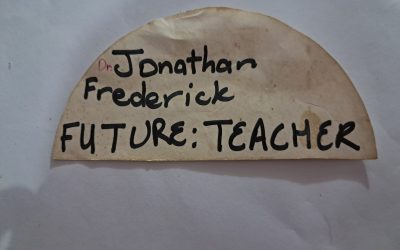 Dr. Jonathan
Frederick
FUTURE: TEACHER